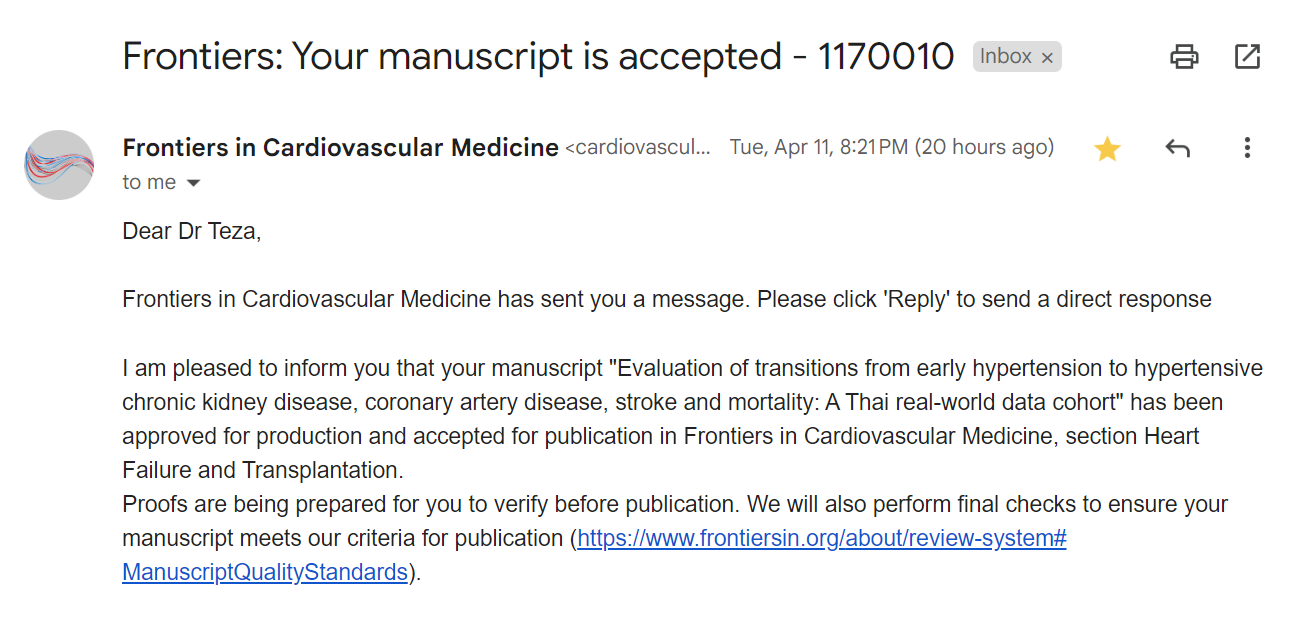 Frontiers: Your manuscript is accepted - 1170010 Inbox ×
Frontiers in Cardiovascular Medicine <cardiovascul... Tue, Apr 11, 8:21 PM (20 hours ago)
to me
Dear Dr Teza,
Frontiers in Cardiovascular Medicine has sent you a message. Please click 'Reply' to send a direct response
I am pleased to inform you that your manuscript "Evaluation of transitions from early hypertension to hypertensive
chronic kidney disease, coronary artery disease, stroke and mortality: A Thai real-world data cohort" has been
approved for production and accepted for publication in Frontiers in Cardiovascular Medicine, section Heart
Failure and Transplantation.
Proofs are being prepared for you to verify before publication. We will also perform final checks to ensure your
manuscript meets our criteria for publication (https://www.frontiersin.org/about/review-system#
ManuscriptQualityStandards).